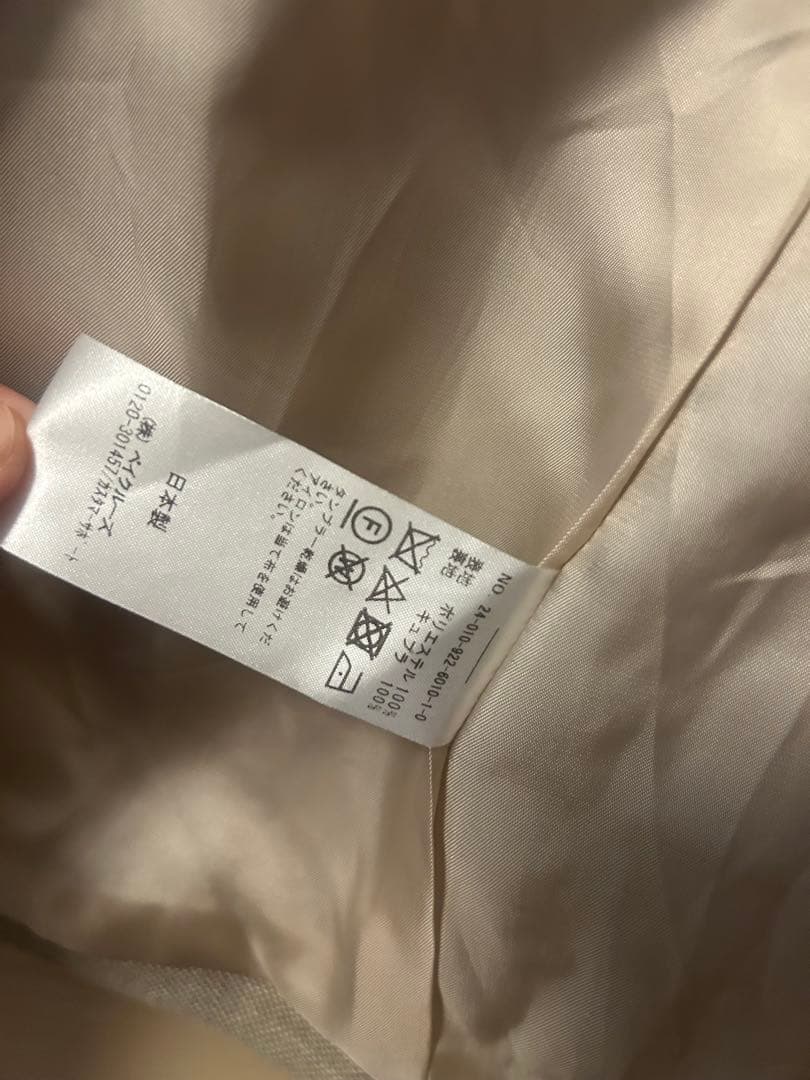 NO 24-010-922-6010-1-0
表地 ポリエステル 100%
裏地 キュプラ 100%
F
タンブラー乾燥はお避けくだ
さい。
アイロンは当て布を使用して
ください。
日本製
(株) ベイクルーズ
0120-301457/カスタマーサポート